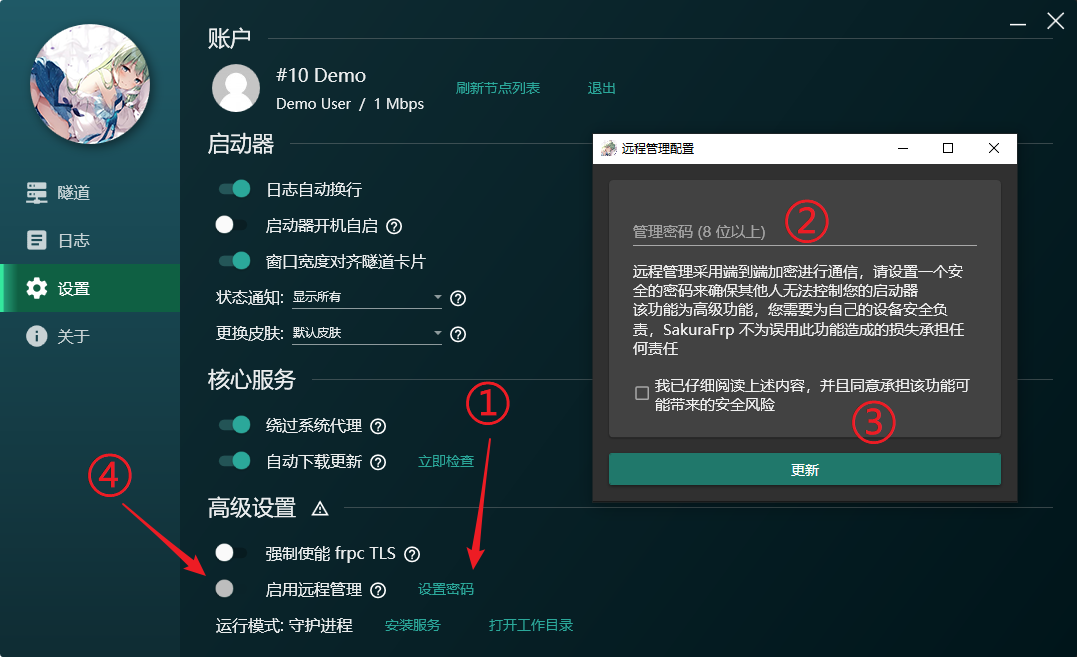 账户
#10 Demo
Demo User / 1 Mbps
刷新节点列表
退出
启动器
日志自动换行
启动器开机自启
窗口宽度对齐隧道卡片
状态通知: 显示所有
更换皮肤: 默认皮肤
隧道
日志
设置
关于
核心服务
绕过系统代理
自动下载更新
立即检查
①
④
高级设置
强制使能 frpc TLS
启用远程管理
设置密码
运行模式: 守护进程
安装服务
打开工作目录
远程管理配置
②
管理密码 (8 位以上)
远程管理采用端到端加密进行通信，请设置一个安
全的密码来确保其他人无法控制您的启动器
该功能为高级功能，您需要为自己的设备安全负
责，SakuraFrp 不为误用此功能造成的损失承担任
何责任
我已仔细阅读上述内容，并且同意承担该功能可
能带来的安全风险
③
更新